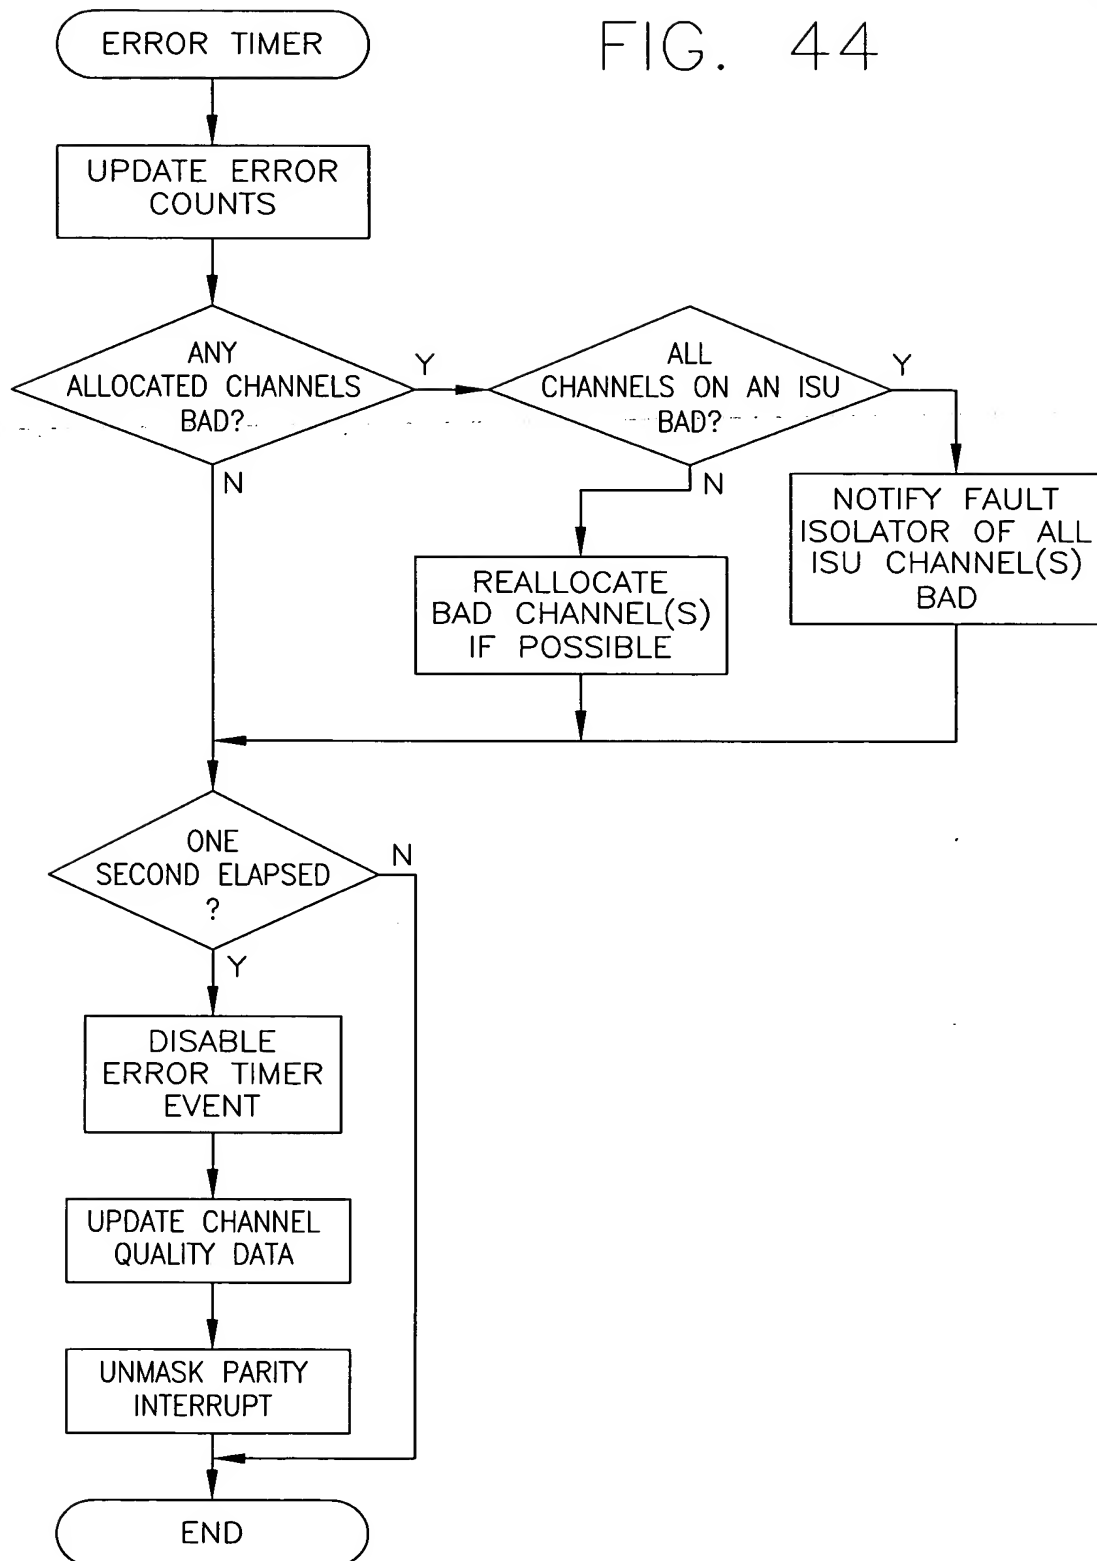 ERROR TIMER
FIG. 44
UPDATE ERROR
COUNTS
ANY
ALLOCATED CHANNELS
BAD?
Y
N
ALL
CHANNELS ON AN ISU
BAD?
Y
N
NOTIFY FAULT
ISOLATOR OF ALL
ISU CHANNEL(S)
BAD
REALLOCATE
BAD CHANNEL(S)
IF POSSIBLE
ONE
SECOND ELAPSED
?
N
Y
DISABLE
ERROR TIMER
EVENT
UPDATE CHANNEL
QUALITY DATA
UNMASK PARITY
INTERRUPT
END